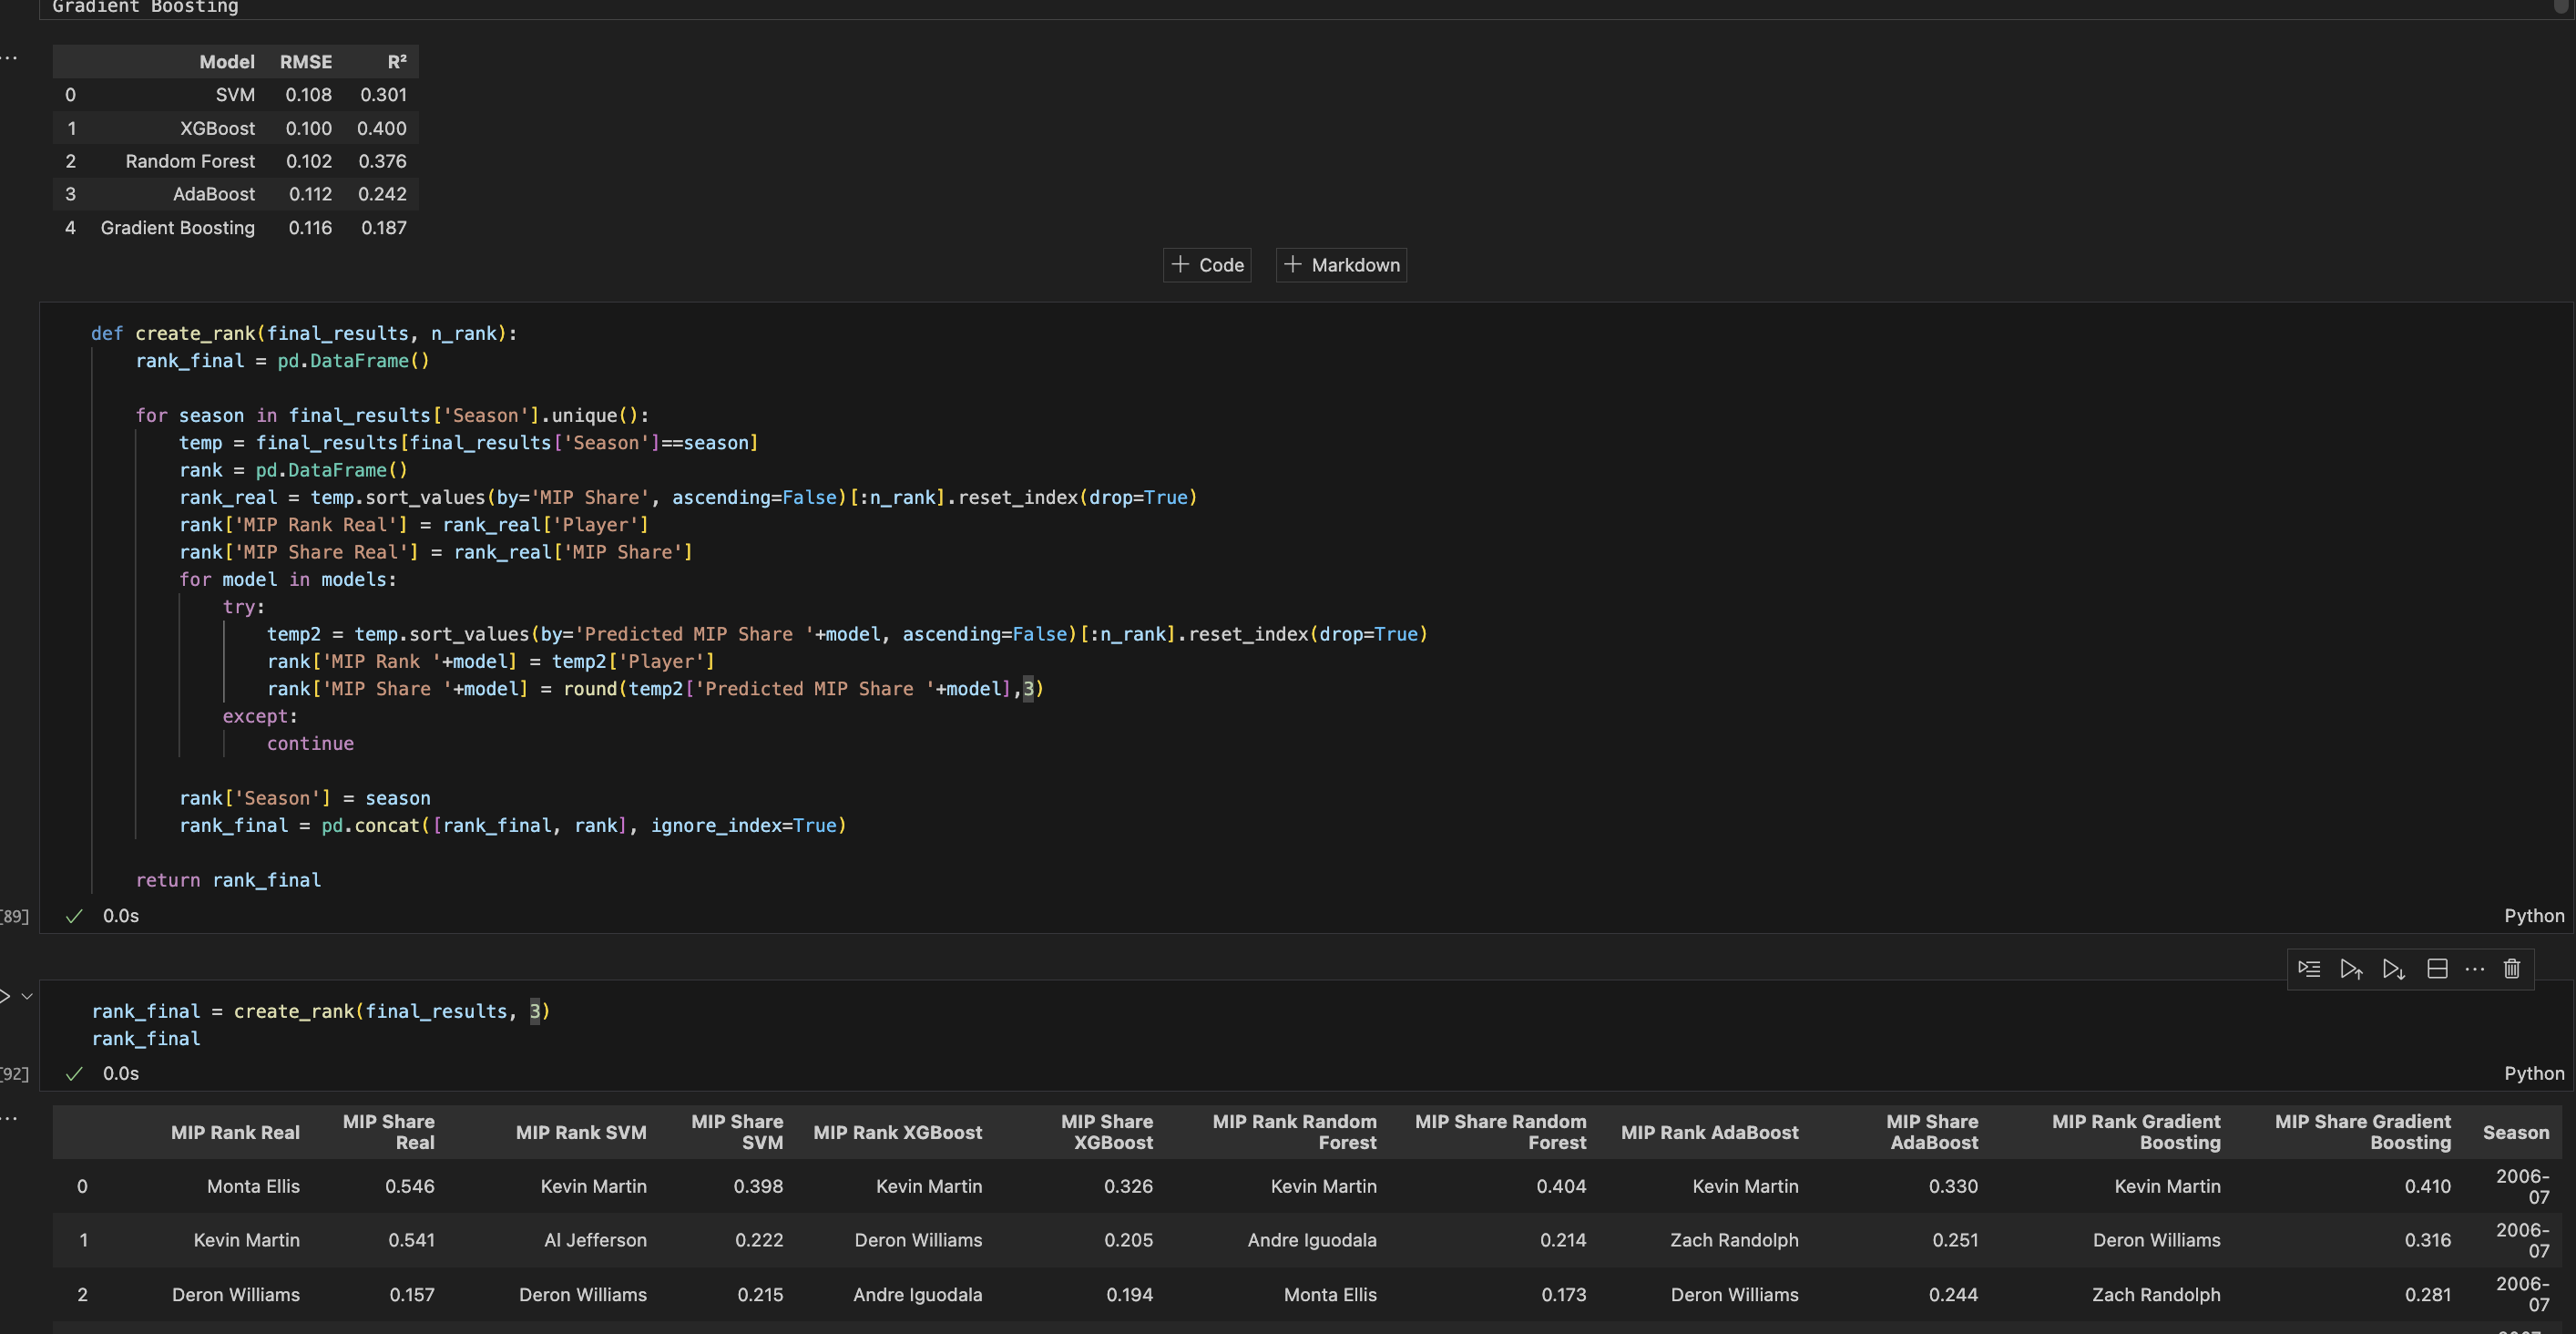 Gradient Boosting
Model RMSE R²
0 SVM 0.108 0.301
1 XGBoost 0.100 0.400
2 Random Forest 0.102 0.376
3 AdaBoost 0.112 0.242
4 Gradient Boosting 0.116 0.187
+ Code + Markdown
def create_rank(final_results, n_rank):
    rank_final = pd.DataFrame()
    for season in final_results['Season'].unique():
        temp = final_results[final_results['Season']==season]
        rank = pd.DataFrame()
        rank_real = temp.sort_values(by='MIP Share', ascending=False)[:n_rank].reset_index(drop=True)
        rank['MIP Rank Real'] = rank_real['Player']
        rank['MIP Share Real'] = rank_real['MIP Share']
        for model in models:
            try:
                temp2 = temp.sort_values(by='Predicted MIP Share '+model, ascending=False)[:n_rank].reset_index(drop=True)
                rank['MIP Rank '+model] = temp2['Player']
                rank['MIP Share '+model] = round(temp2['Predicted MIP Share '+model],3)
            except:
                continue
        rank['Season'] = season
        rank_final = pd.concat([rank_final, rank], ignore_index=True)
    return rank_final
[89] 0.0s Python
rank_final = create_rank(final_results, 3)
rank_final
[92] 0.0s Python
MIP Rank Real MIP Share Real MIP Rank SVM MIP Share SVM MIP Rank XGBoost MIP Share XGBoost MIP Rank Random Forest MIP Share Random Forest MIP Rank AdaBoost MIP Share AdaBoost MIP Rank Gradient Boosting MIP Share Gradient Boosting Season
0 Monta Ellis 0.546 Kevin Martin 0.398 Kevin Martin 0.326 Kevin Martin 0.404 Kevin Martin 0.330 Kevin Martin 0.410 2006-07
1 Kevin Martin 0.541 Al Jefferson 0.222 Deron Williams 0.205 Andre Iguodala 0.214 Zach Randolph 0.251 Deron Williams 0.316 2006-07
2 Deron Williams 0.157 Deron Williams 0.215 Andre Iguodala 0.194 Monta Ellis 0.173 Deron Williams 0.244 Zach Randolph 0.281 2006-07